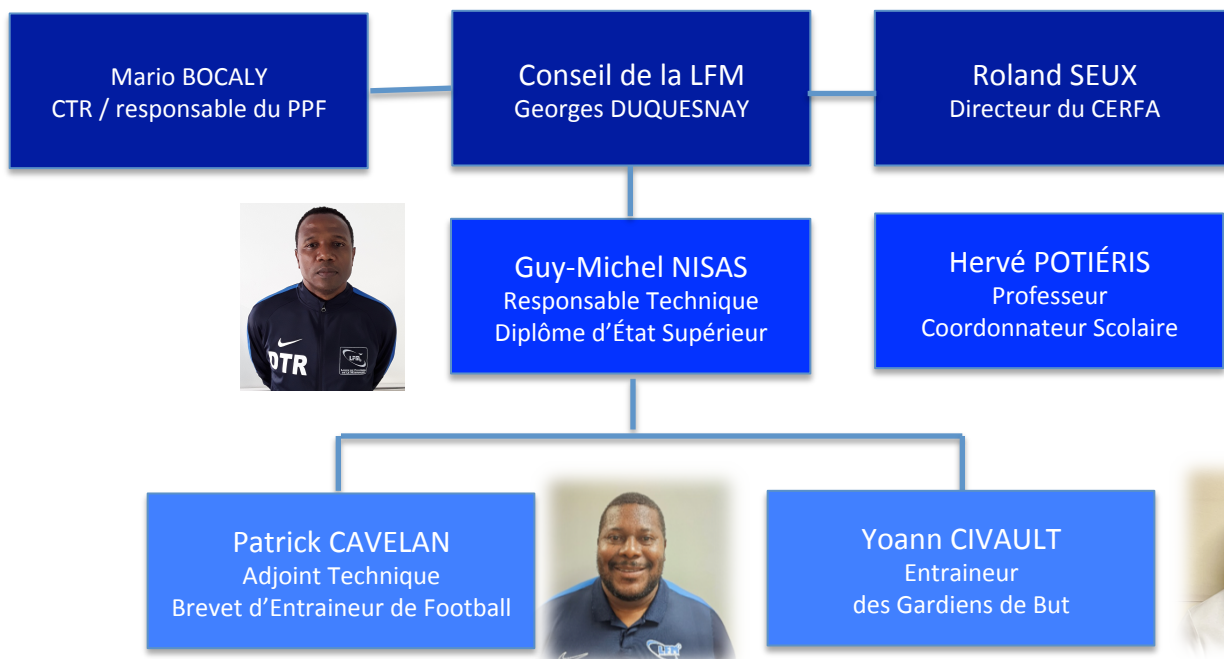 Mario BOCALY
CTR / responsable du PPF
Conseil de la LFM
Georges DUQUESNAY
Roland SEUX
Directeur du CERFA
Guy-Michel NISAS
Responsable Technique
Diplôme d’État Supérieur
Hervé POTIÉRIS
Professeur
Coordonnateur Scolaire
DTR
LFM
Patrick CAVELAN
Adjoint Technique
Brevet d’Entraineur de Football
LFM
Yoann CIVAULT
Entraineur
des Gardiens de But